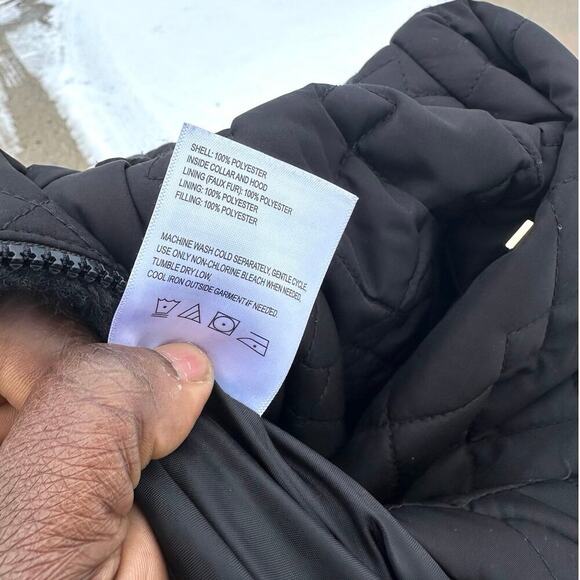 SHELL: 100% POLYESTER
INSIDE COLLAR AND HOOD
LINING (FAUX FUR): 100% POLYESTER
LINING: 100% POLYESTER
FILLING: 100% POLYESTER
MACHINE WASH COLD SEPARATELY, GENTLE CYCLE.
USE ONLY NON-CHLORINE BLEACH WHEN NEEDED.
TUMBLE DRY LOW.
COOL IRON OUTSIDE GARMENT IF NEEDED.